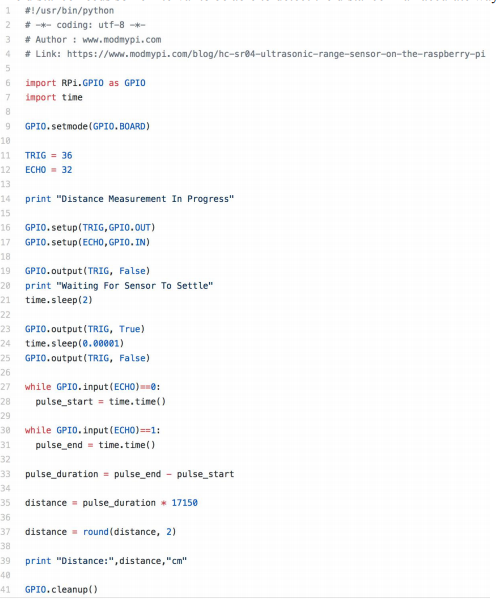 1 #!/usr/bin/python
2 # -*- coding: utf-8 -*-
3 # Author : www.modmypi.com
4 # Link: https://www.modmypi.com/blog/hc-sr04-ultrasonic-range-sensor-on-the-raspberry-pi
5
6 import RPi.GPIO as GPIO
7 import time
8
9 GPIO.setmode(GPIO.BOARD)
10
11 TRIG = 36
12 ECHO = 32
13
14 print "Distance Measurement In Progress"
15
16 GPIO.setup(TRIG,GPIO.OUT)
17 GPIO.setup(ECHO,GPIO.IN)
18
19 GPIO.output(TRIG, False)
20 print "Waiting For Sensor To Settle"
21 time.sleep(2)
22
23 GPIO.output(TRIG, True)
24 time.sleep(0.00001)
25 GPIO.output(TRIG, False)
26
27 while GPIO.input(ECHO)==0:
28   pulse_start = time.time()
29
30 while GPIO.input(ECHO)==1:
31   pulse_end = time.time()
32
33 pulse_duration = pulse_end - pulse_start
34
35 distance = pulse_duration * 17150
36
37 distance = round(distance, 2)
38
39 print "Distance:",distance,"cm"
40
41 GPIO.cleanup()